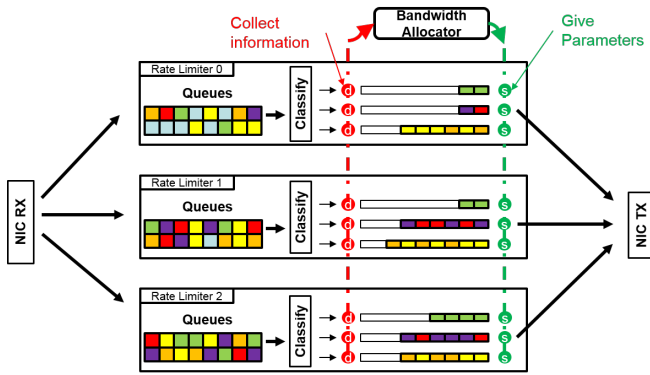 Collect
information
Bandwidth
Allocator
Give
Parameters
Rate Limiter 0
Queues
Classify
d
s
d
s
d
s
NIC RX
Rate Limiter 1
Queues
Classify
d
s
d
s
d
s
NIC TX
Rate Limiter 2
Queues
Classify
d
s
d
s
d
s